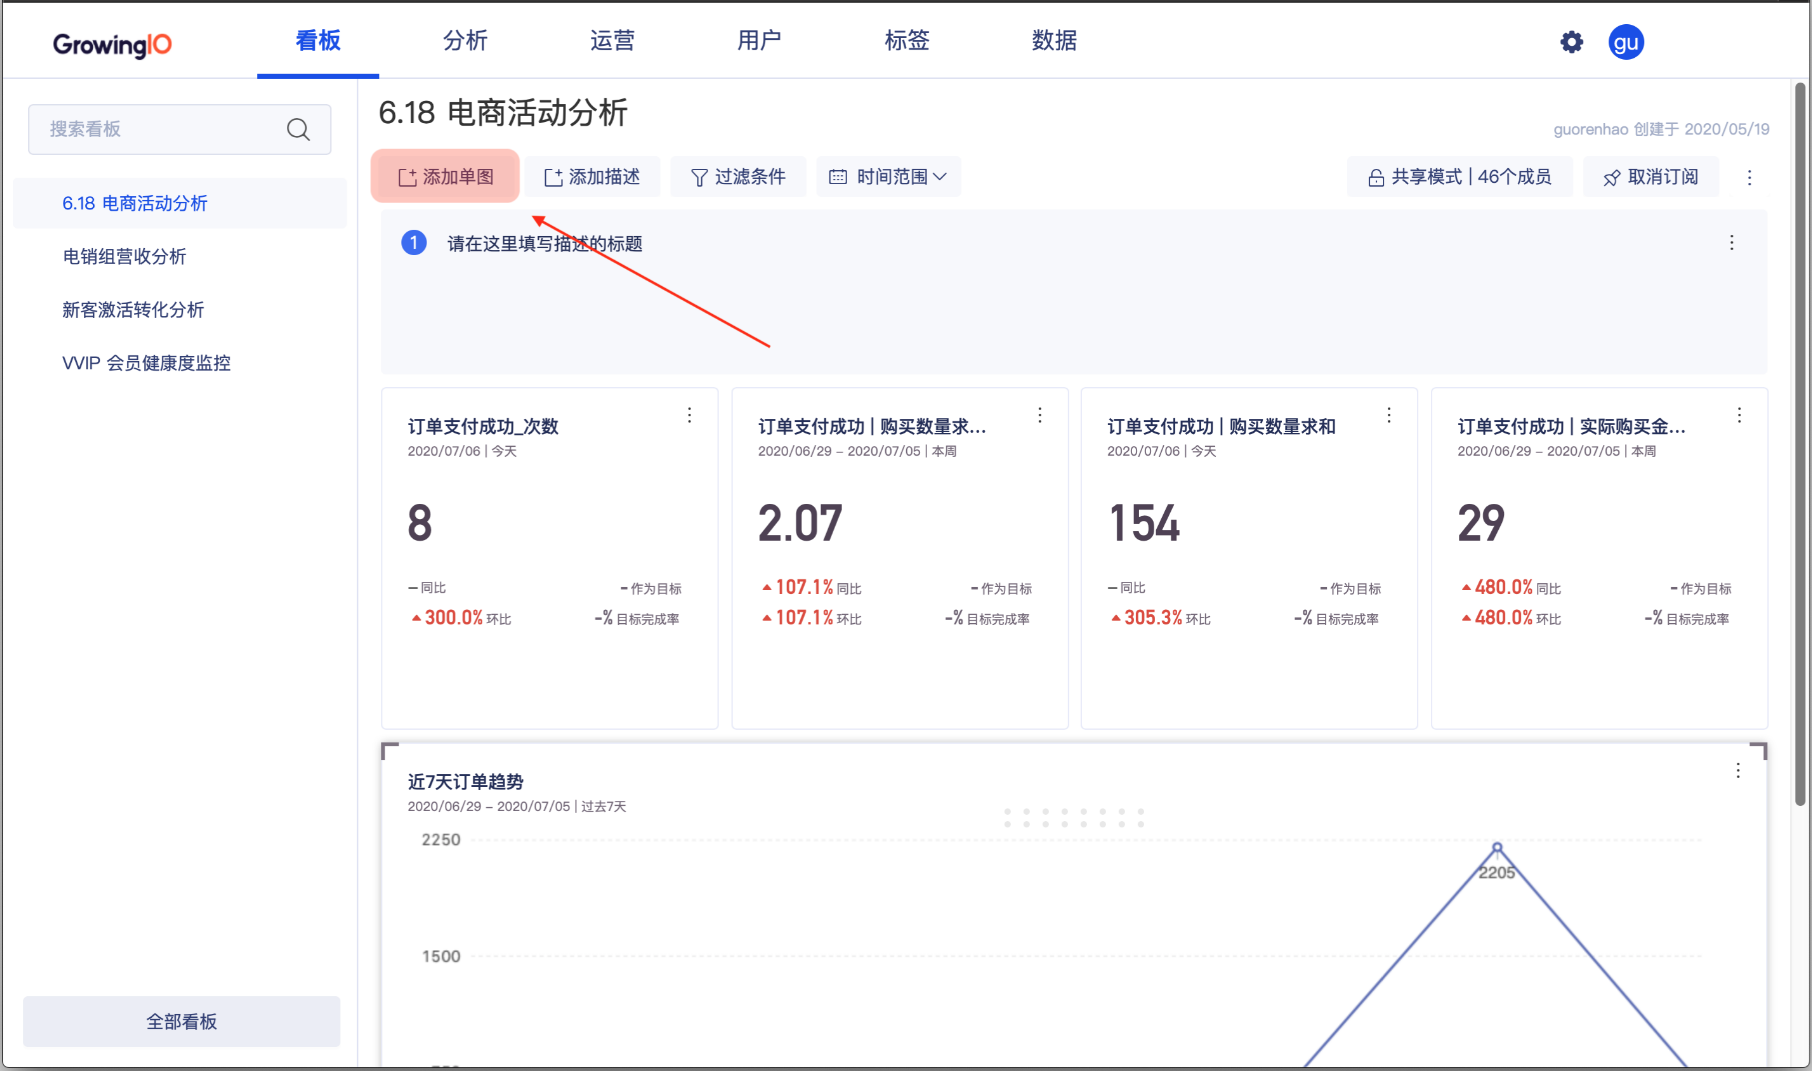 GrowingIO
看板
分析
运营
用户
标签
数据
gu
搜索看板
6.18 电商活动分析
电销组营收分析
新客激活转化分析
VVIP 会员健康度监控
全部看板
6.18 电商活动分析
guorenhao 创建于 2020/05/19
添加单图
添加描述
过滤条件
时间范围
共享模式 | 46个成员
取消订阅
1 请在这里填写描述的标题
订单支付成功_次数
2020/07/06 | 今天
8
– 同比
- 作为目标
300.0% 环比
-% 目标完成率
订单支付成功 | 购买数量求...
2020/06/29 – 2020/07/05 | 本周
2.07
107.1% 同比
- 作为目标
107.1% 环比
-% 目标完成率
订单支付成功 | 购买数量求和
2020/07/06 | 今天
154
– 同比
- 作为目标
305.3% 环比
-% 目标完成率
订单支付成功 | 实际购买金...
2020/06/29 – 2020/07/05 | 本周
29
480.0% 同比
- 作为目标
480.0% 环比
-% 目标完成率
近7天订单趋势
2020/06/29 – 2020/07/05 | 过去7天
2250
2205
1500